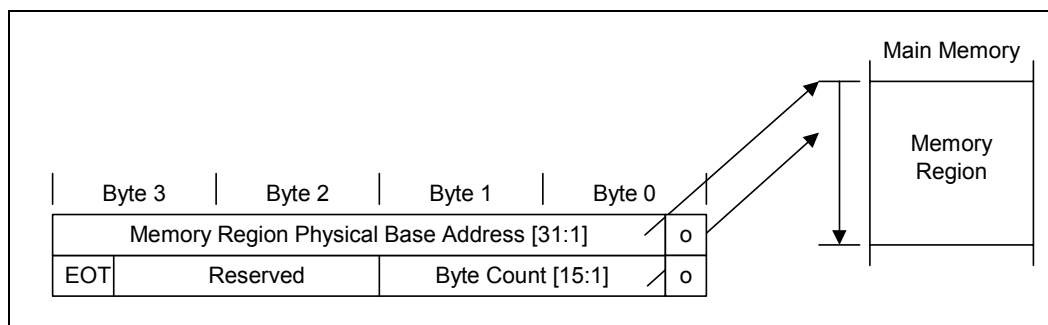 Main Memory
Memory
Region
Byte 3 Byte 2 Byte 1 Byte 0
Memory Region Physical Base Address [31:1] o
EOT Reserved Byte Count [15:1] o